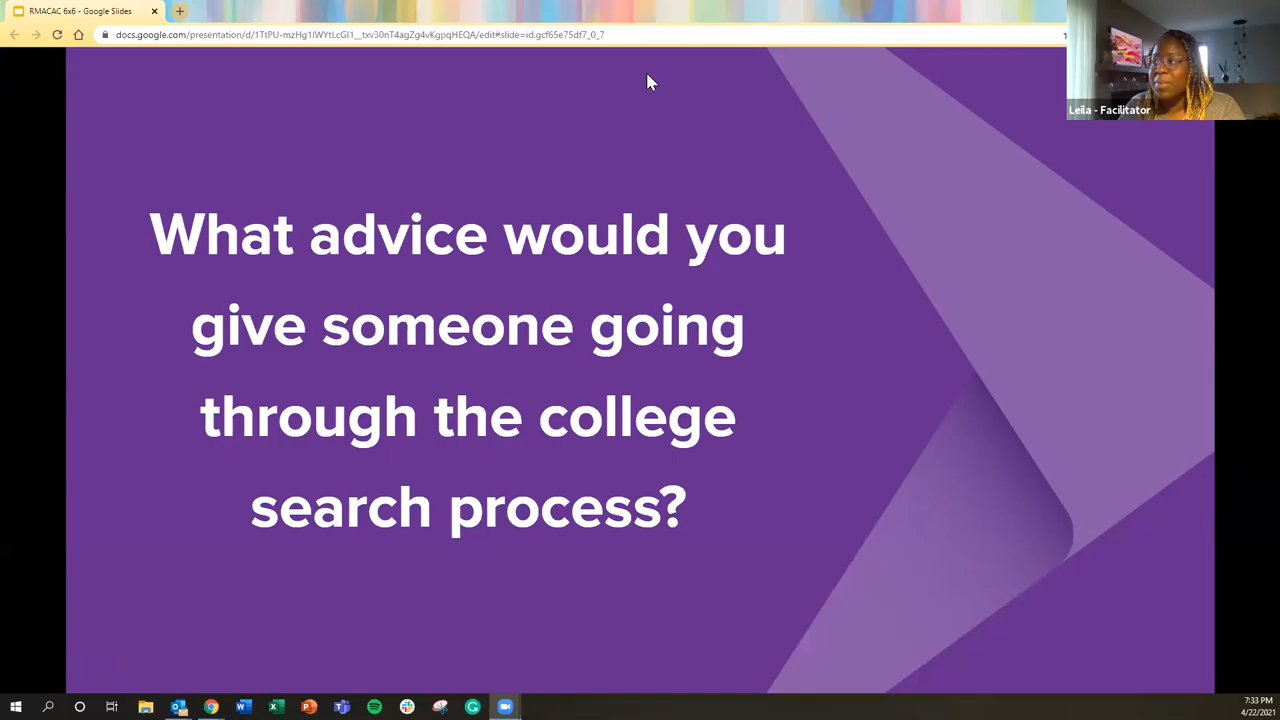 RMACAC 6x6 - Google Slides
docs.google.com/presentation/d/1TtPU-mzHg1IWYtLcGI1__txv30nT4agZg4vKgpqHEQA/edit#slide=id.gcf65e75df7_0_7
Leila - Facilitator
What advice would you
give someone going
through the college
search process?
7:33 PM
4/22/2021